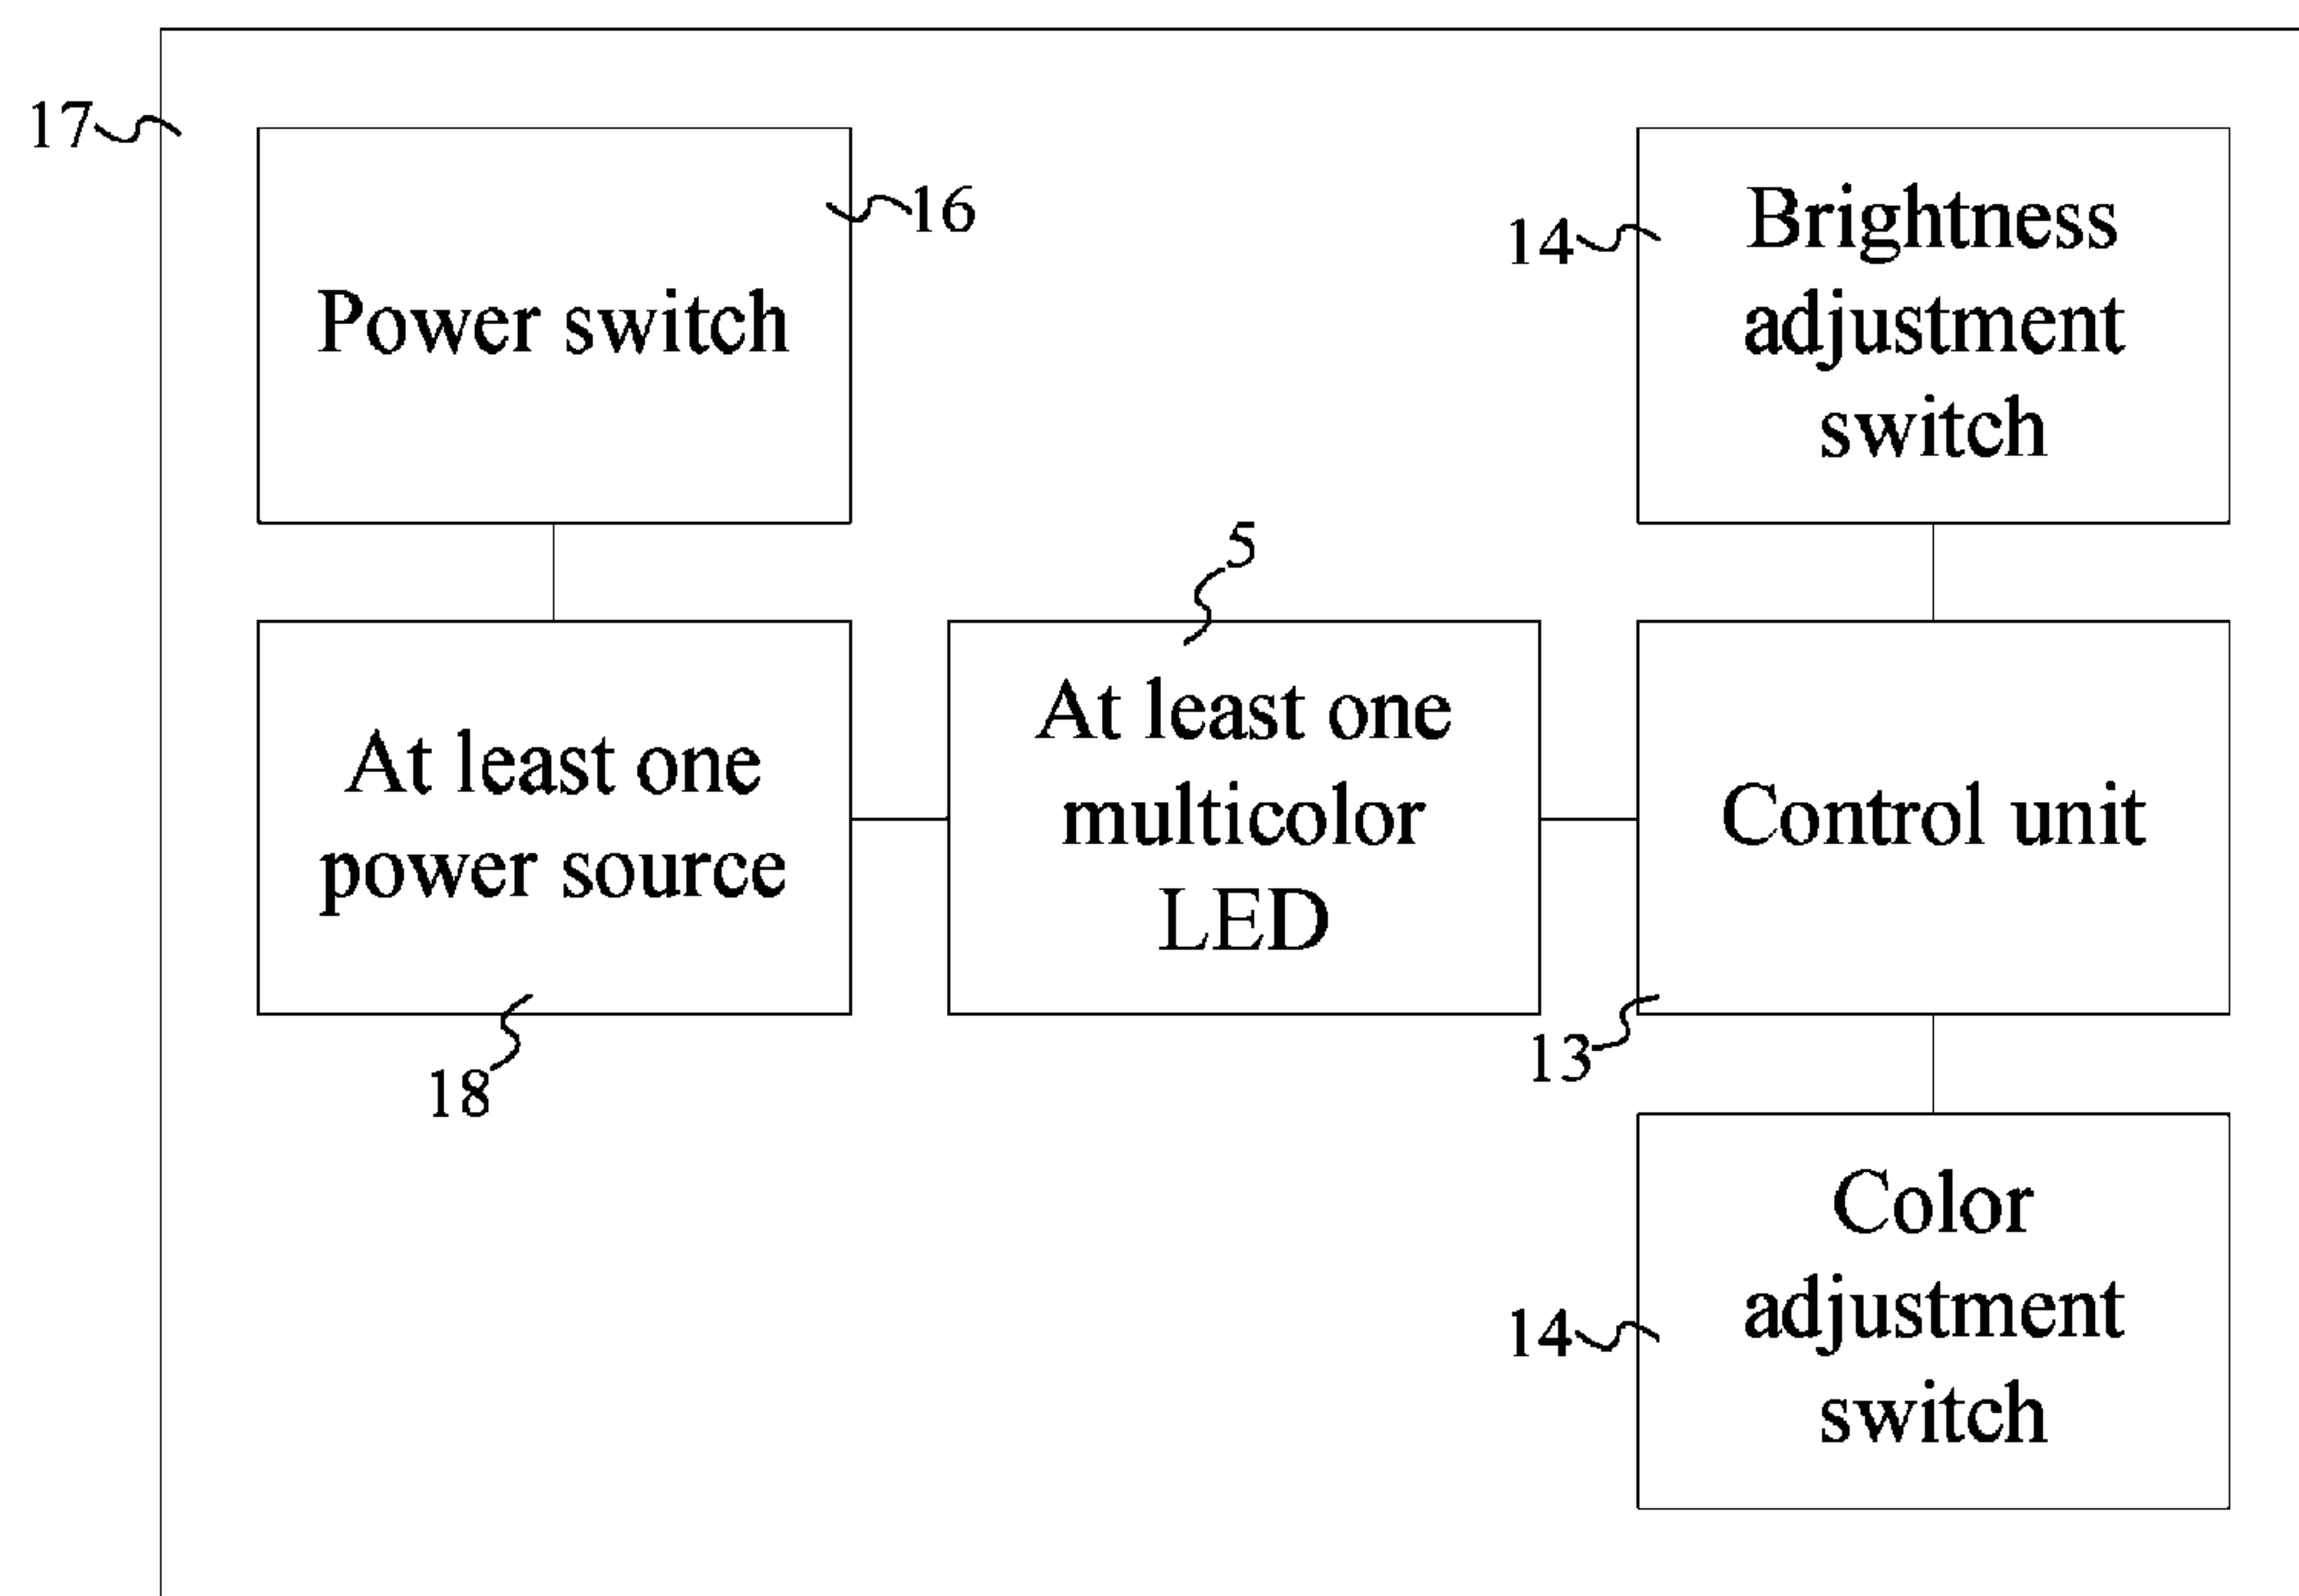 17
Power switch
16
14
Brightness
adjustment
switch
5
At least one
power source
18
At least one
multicolor
LED
Control unit
13
14
Color
adjustment
switch